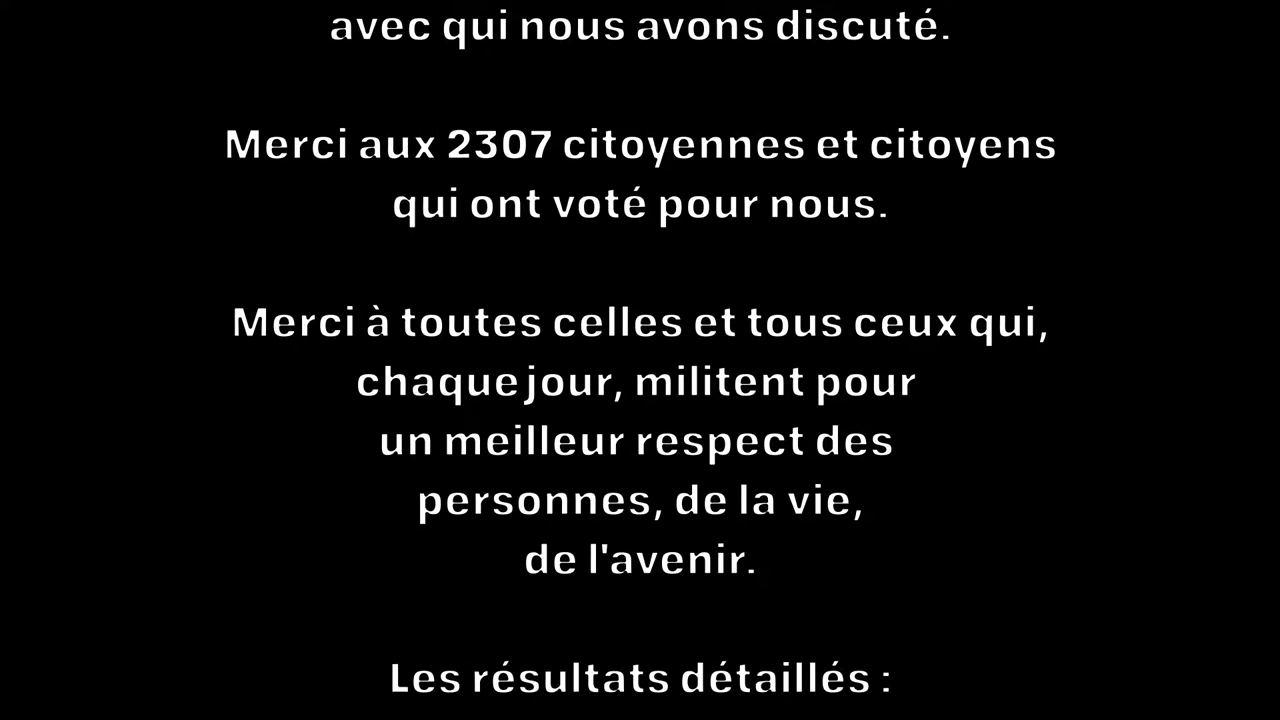 avec qui nous avons discuté.
Merci aux 2307 citoyennes et citoyens
qui ont voté pour nous.
Merci à toutes celles et tous ceux qui,
chaque jour, militent pour
un meilleur respect des
personnes, de la vie,
de l'avenir.
Les résultats détaillés :